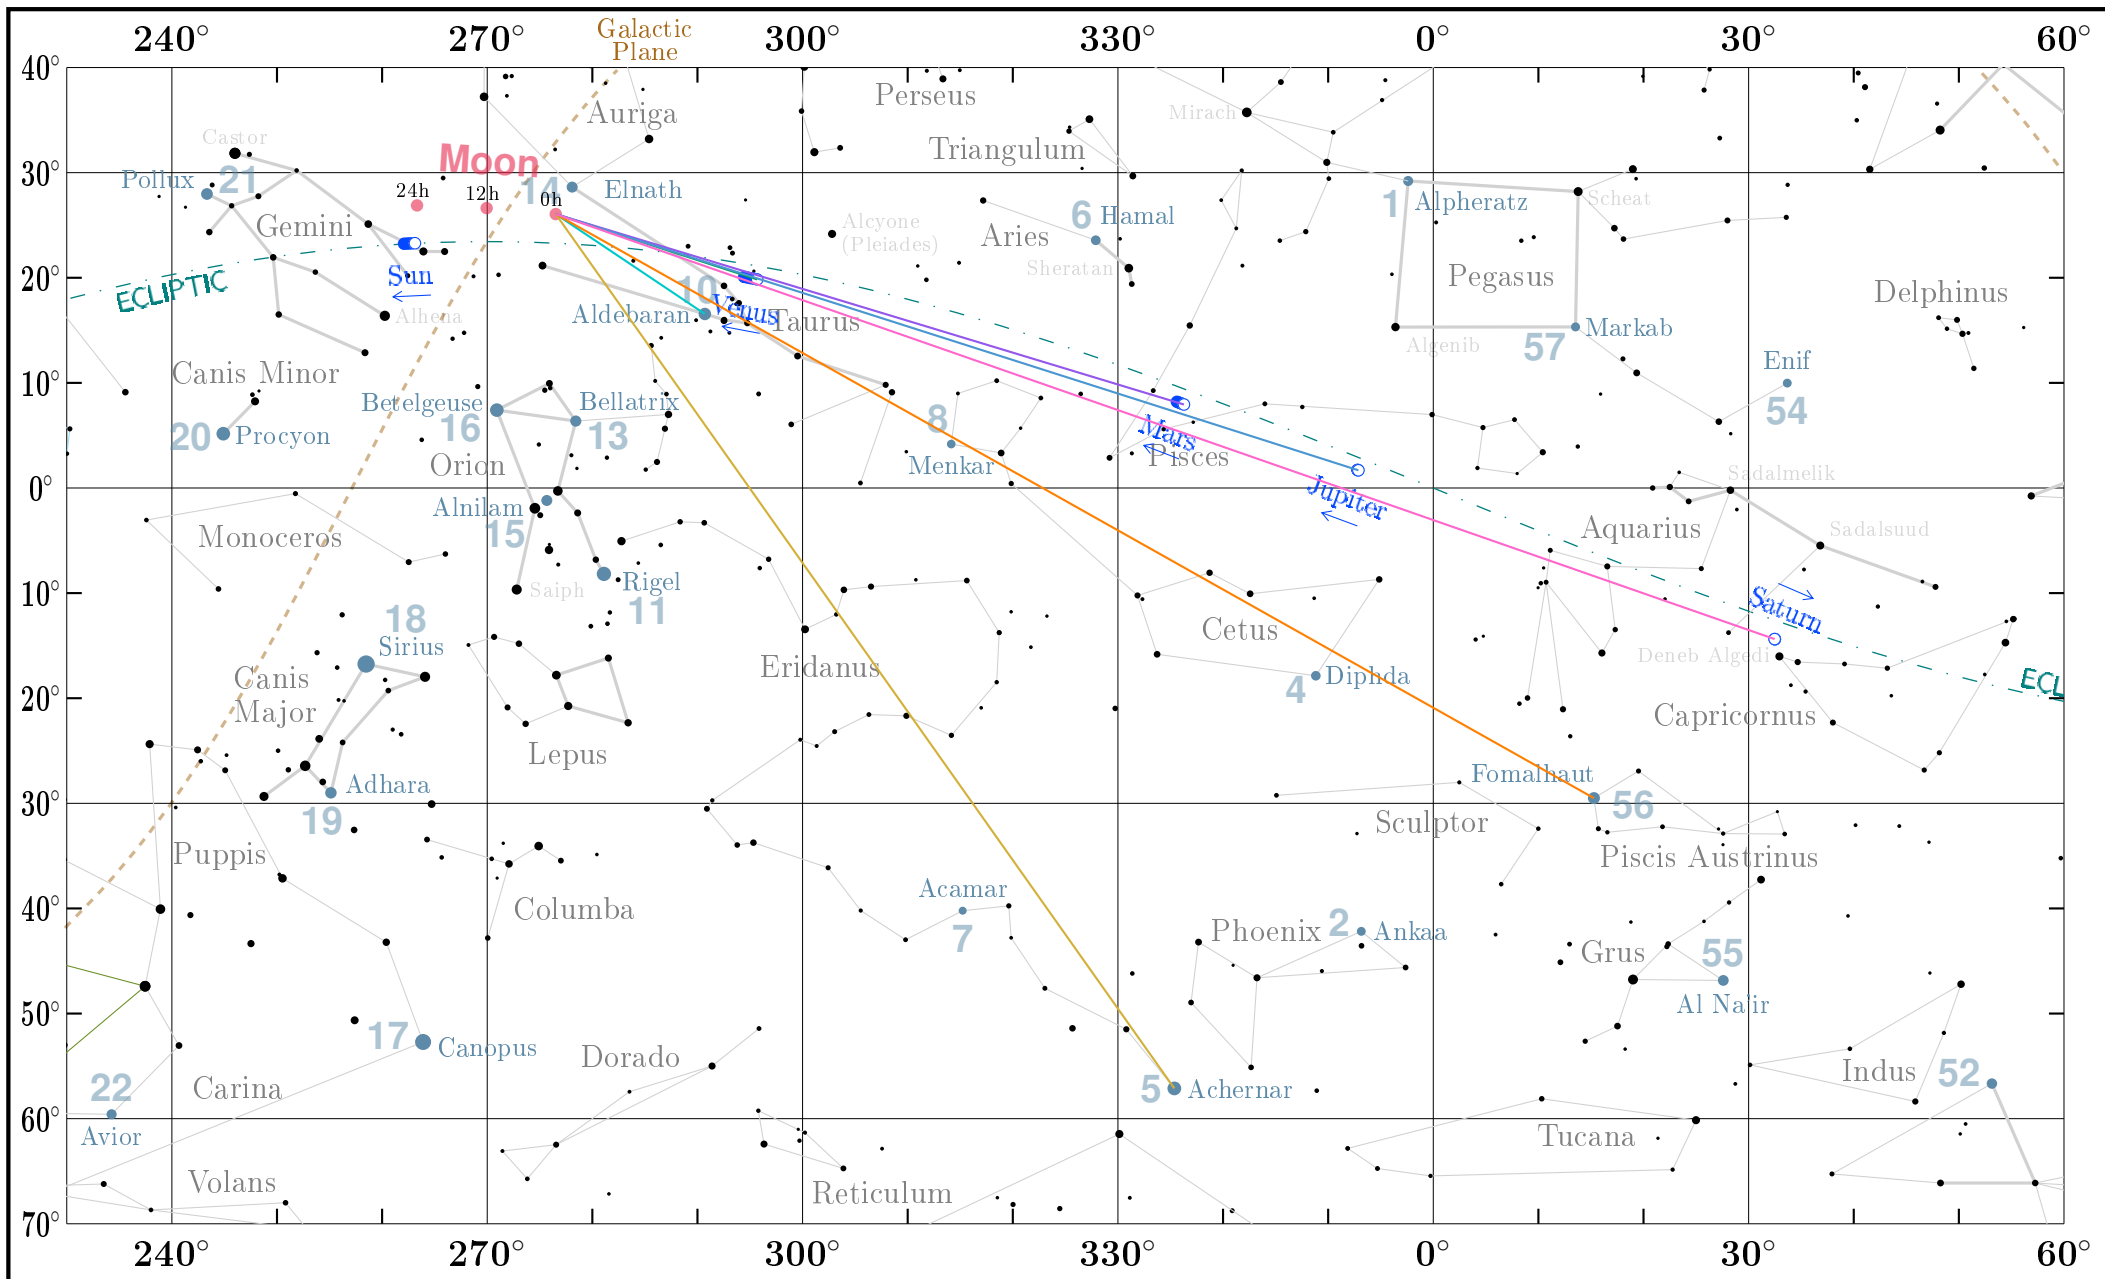 240° 270° 300° 330° 0° 30° 60°
Galactic
Plane
40°
Perseus
Auriga
Mirach
Castor
Triangulum
Moon
30°
Pollux
21
14
Elnath
24h
12h
0h
1
Alpheratz
Scheat
6
Hamal
Gemini
Alcyone
(Pleiades)
Aries
Sheratan
Pegasus
20°
Sun
ECLIPTIC
10
Venus
Delphinus
Aldebaran
Taurus
Alhena
Markab
Algenib
57
Enif
Canis Minor
10°
Betelgeuse
Bellatrix
16
13
8
54
20
Procyon
Mars
Pisces
Orion
Menkar
0°
Sadalmelik
Jupiter
Alnilam
15
Monoceros
Aquarius
Sadalsuud
10°
Rigel
Saiph
11
Saturn
18
Cetus
Sirius
Eridanus
Deneb Algedi
Canis
Major
4
Diphda
20°
ECL
Capricornus
Lepus
Adhara
Fomalhaut
30°
56
19
Sculptor
Puppis
Piscis Austrinus
Acamar
40°
Columba
7
Phoenix
2
Ankaa
Grus
55
Al Na'ir
50°
17
Canopus
Dorado
22
Carina
5
Achernar
Indus
52
60°
Avior
Tucana
Volans
Reticulum
70°
240° 270° 300° 330° 0° 30° 60°